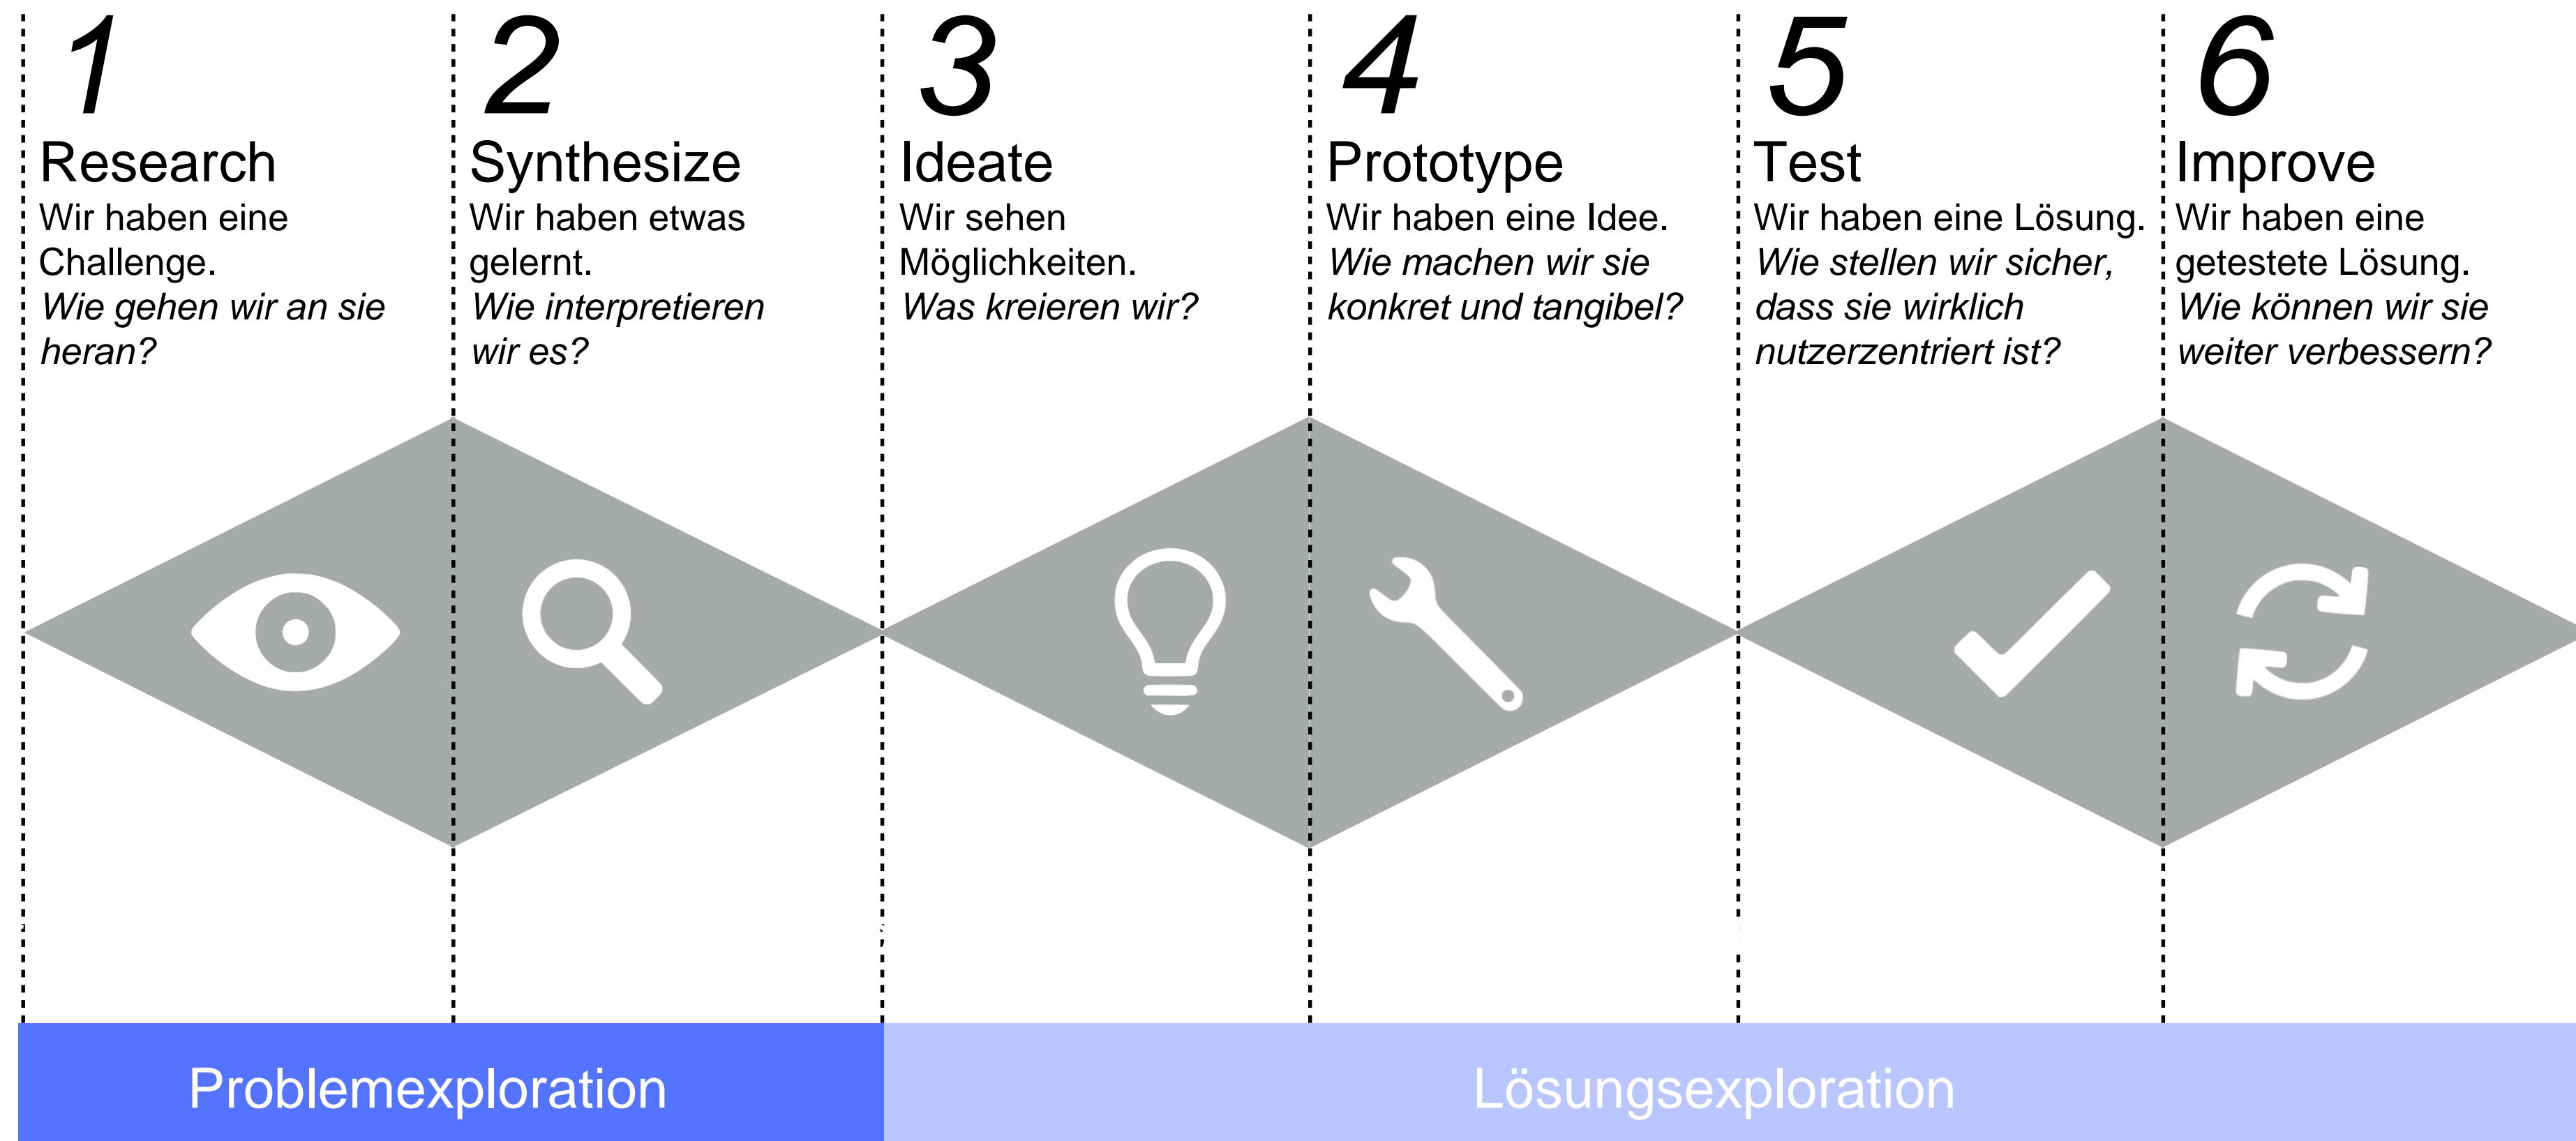 1
Research
Wir haben eine
Challenge.
Wie gehen wir an sie
heran?
2
Synthesize
Wir haben etwas
gelernt.
Wie interpretieren
wir es?
3
Ideate
Wir sehen
Möglichkeiten.
Was kreieren wir?
4
Prototype
Wir haben eine Idee.
Wie machen wir sie
konkret und tangibel?
5
Test
Wir haben eine Lösung.
Wie stellen wir sicher,
dass sie wirklich
nutzerzentriert ist?
6
Improve
Wir haben eine
getestete Lösung.
Wie können wir sie
weiter verbessern?
Problemexploration
Lösungsexploration